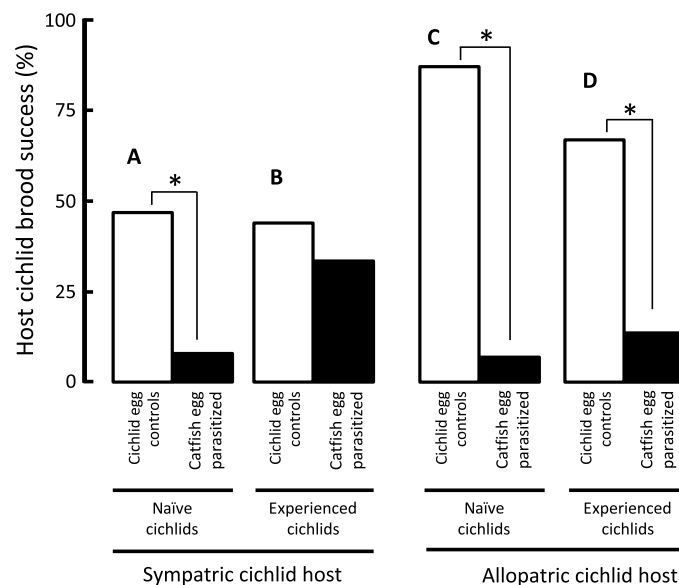 Host cichlid brood success (%)
100
75
50
25
0
A
*
B
C
*
D
*
Cichlid egg
controls
Catfish egg
parasitized
Cichlid egg
controls
Catfish egg
parasitized
Cichlid egg
controls
Catfish egg
parasitized
Cichlid egg
controls
Catfish egg
parasitized
Naïve
cichlids
Experienced
cichlids
Naïve
cichlids
Experienced
cichlids
Sympatric cichlid host
Allopatric cichlid host